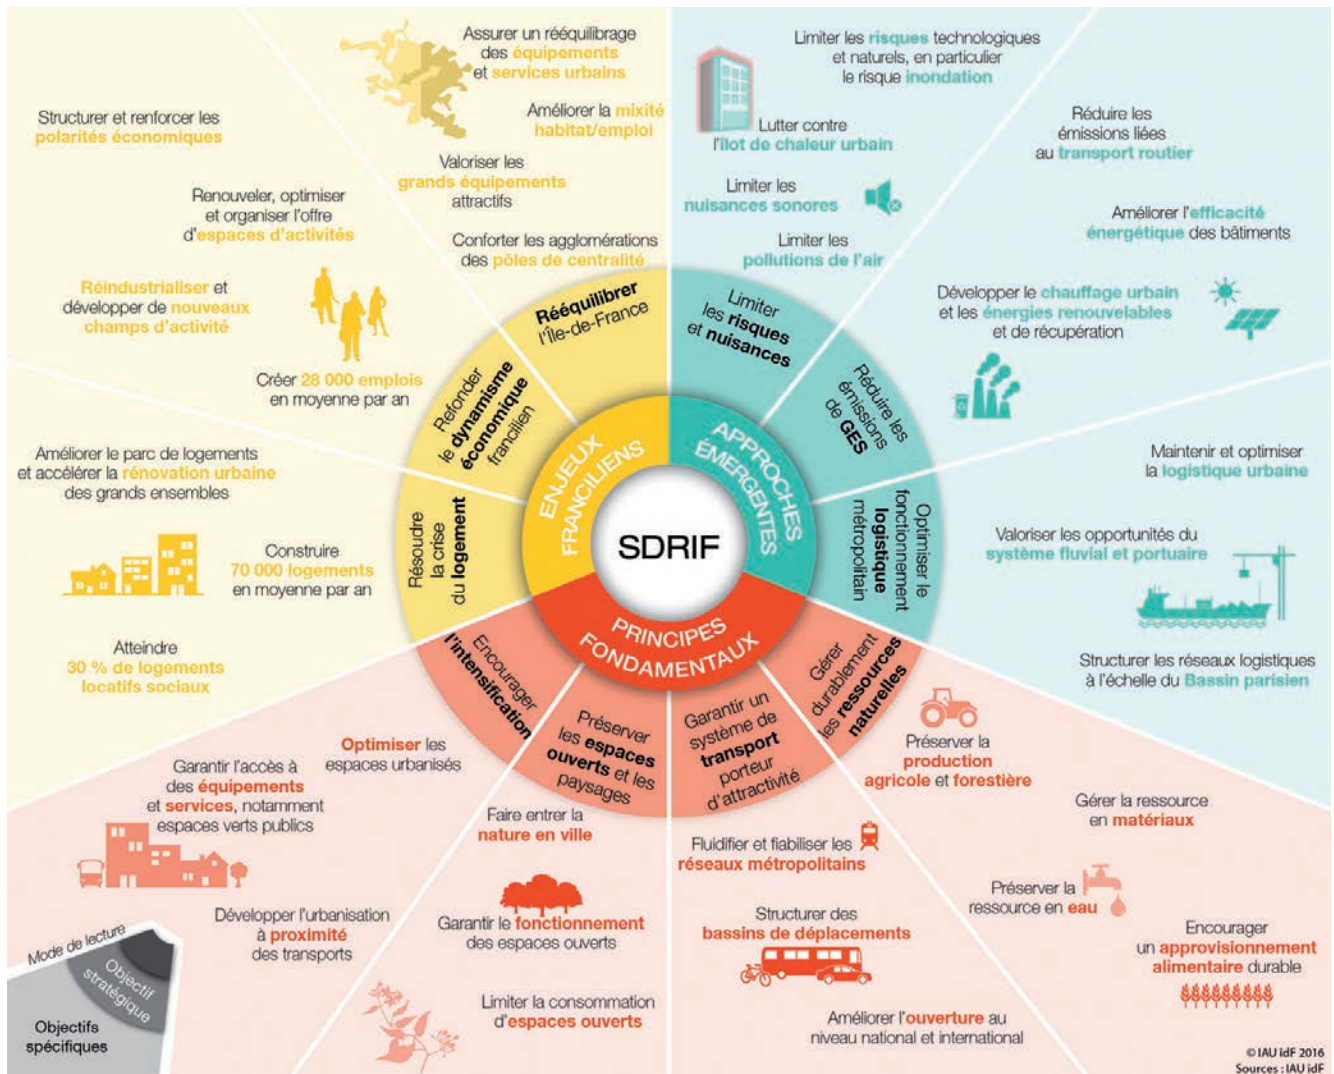 SDRIF
ENJEUX
FRANCILIENS
Rééquilibrer
l'Île-de-France
Assurer un rééquilibrage
des équipements
et services urbains
Améliorer la mixité
habitat/emploi
Valoriser les
grands équipements
attractifs
Conforter les agglomérations
des pôles de centralité
Refonder
le dynamisme
économique
francilien
Structurer et renforcer les
polarités économiques
Renouveler, optimiser
et organiser l'offre
d'espaces d'activités
Réindustrialiser et
développer de nouveaux
champs d'activité
Créer 28 000 emplois
en moyenne par an
Résoudre
la crise
du logement
Améliorer le parc de logements
et accélérer la rénovation urbaine
des grands ensembles
Construire
70 000 logements
en moyenne par an
Atteindre
30 % de logements
locatifs sociaux
APPROCHES
ÉMERGENTES
Limiter
les risques
et nuisances
Limiter les risques technologiques
et naturels, en particulier
le risque inondation
Lutter contre
l'îlot de chaleur urbain
Limiter les
nuisances sonores
Limiter les
pollutions de l'air
Réduire les
émissions
de GES
Réduire les
émissions liées
au transport routier
Améliorer l'efficacité
énergétique des bâtiments
Développer le chauffage urbain
et les énergies renouvelables
et de récupération
Optimiser le
fonctionnement
logistique
métropolitain
Maintenir et optimiser
la logistique urbaine
Valoriser les opportunités du
système fluvial et portuaire
Structurer les réseaux logistiques
à l'échelle du Bassin parisien
PRINCIPES
FONDAMENTAUX
Encourager
l'intensification
Optimiser les
espaces urbanisés
Garantir l'accès à
des équipements
et services, notamment
espaces verts publics
Développer l'urbanisation
à proximité
des transports
Préserver
les espaces
ouverts et les
paysages
Faire entrer la
nature en ville
Garantir le fonctionnement
des espaces ouverts
Limiter la consommation
d'espaces ouverts
Garantir un
système de
transport
porteur
d'attractivité
Fluidifier et fiabiliser les
réseaux métropolitains
Structurer des
bassins de déplacements
Améliorer l'ouverture au
niveau national et international
Gérer
durablement
les ressources
naturelles
Préserver la
production
agricole et forestière
Gérer la ressource
en matériaux
Préserver la
ressource en eau
Encourager
un approvisionnement
alimentaire durable
Mode de lecture
Objectif
stratégique
Objectifs
spécifiques
© IAU îdF 2016
Sources : IAU îdF